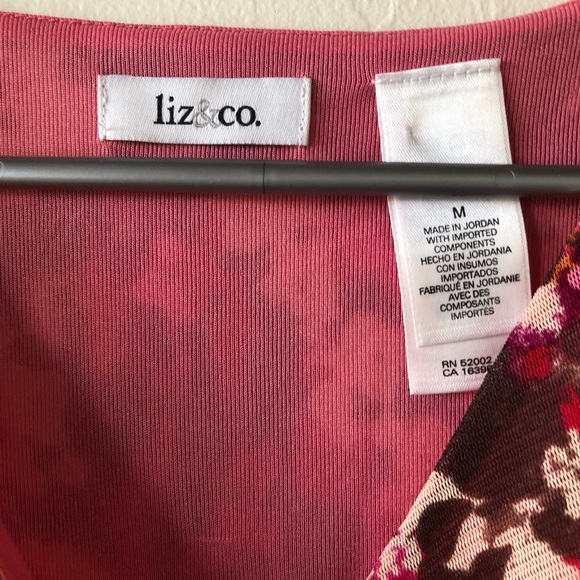 liz&co.
M
MADE IN JORDAN
WITH IMPORTED
COMPONENTS
HECHO EN JORDANIA
CON INSUMOS
IMPORTADOS
FABRIQUÉ EN JORDANIE
AVEC DES
COMPOSANTS
IMPORTÉS
RN 52002
CA